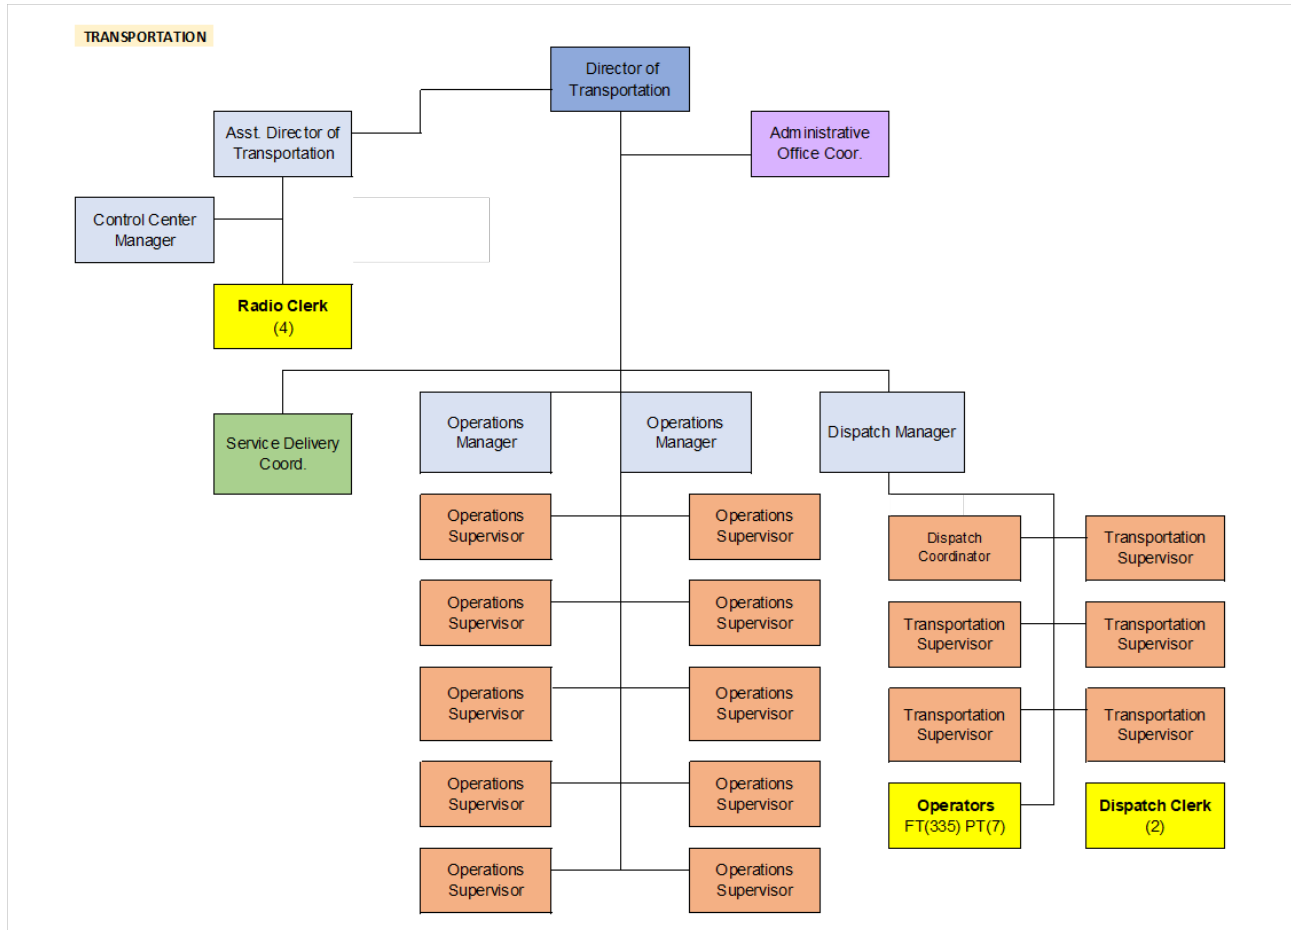 TRANSPORTATION
Director of
Transportation
Asst. Director of
Transportation
Administrative
Office Coor.
Control Center
Manager
Radio Clerk
(4)
Service Delivery
Coord.
Operations
Manager
Operations
Manager
Dispatch Manager
Operations
Supervisor
Operations
Supervisor
Dispatch
Coordinator
Transportation
Supervisor
Operations
Supervisor
Operations
Supervisor
Transportation
Supervisor
Transportation
Supervisor
Operations
Supervisor
Operations
Supervisor
Transportation
Supervisor
Transportation
Supervisor
Operations
Supervisor
Operations
Supervisor
Operators
FT(335) PT(7)
Dispatch Clerk
(2)
Operations
Supervisor
Operations
Supervisor